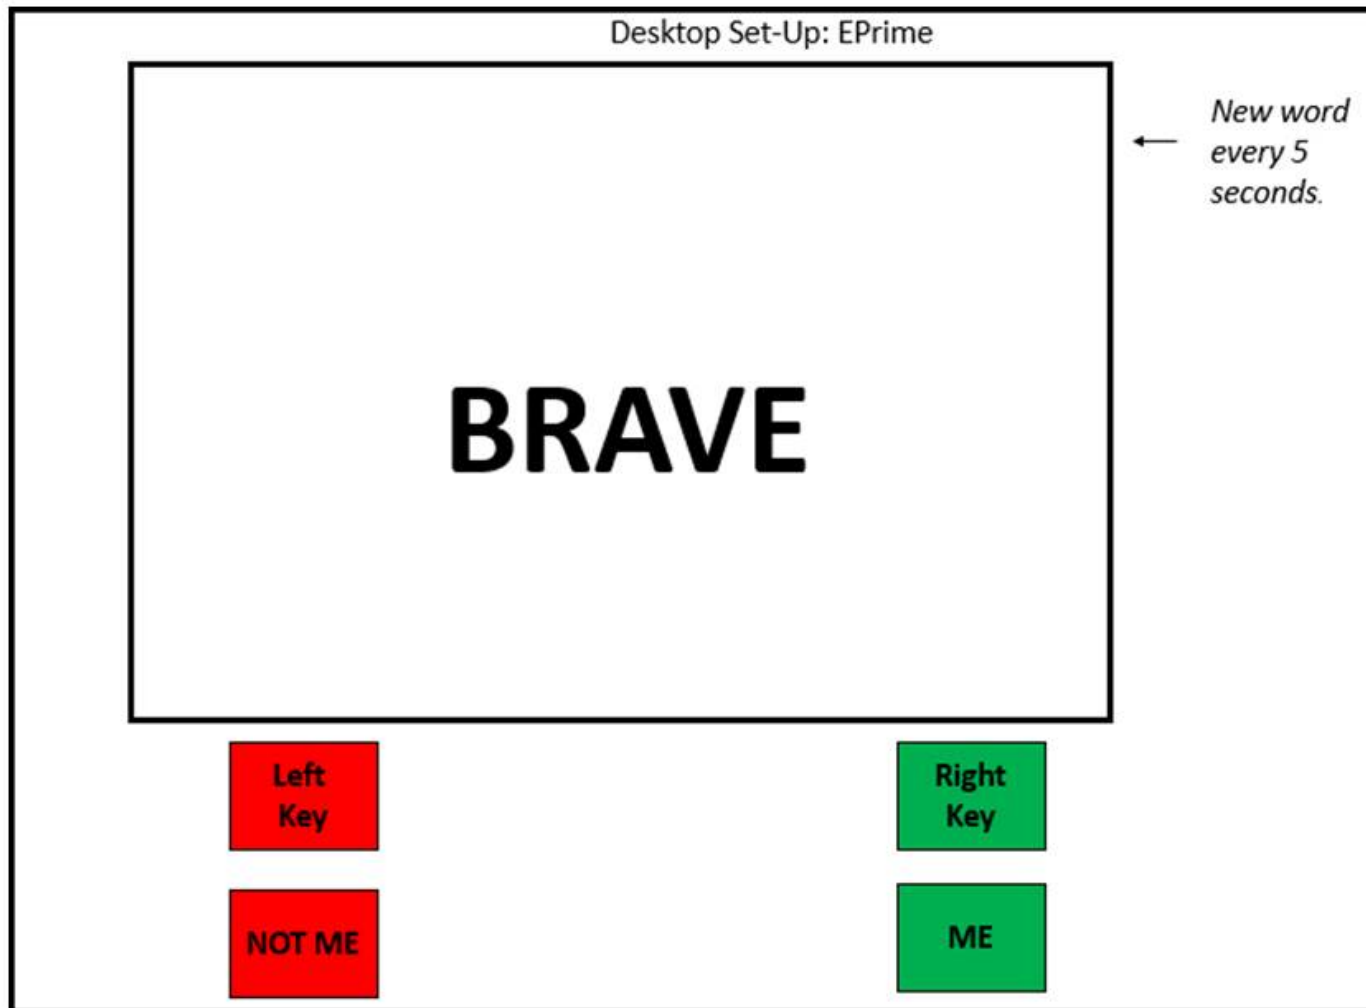 Desktop Set-Up: EPrime
New word
every 5
seconds.
BRAVE
Left
Key
Right
Key
NOT ME
ME